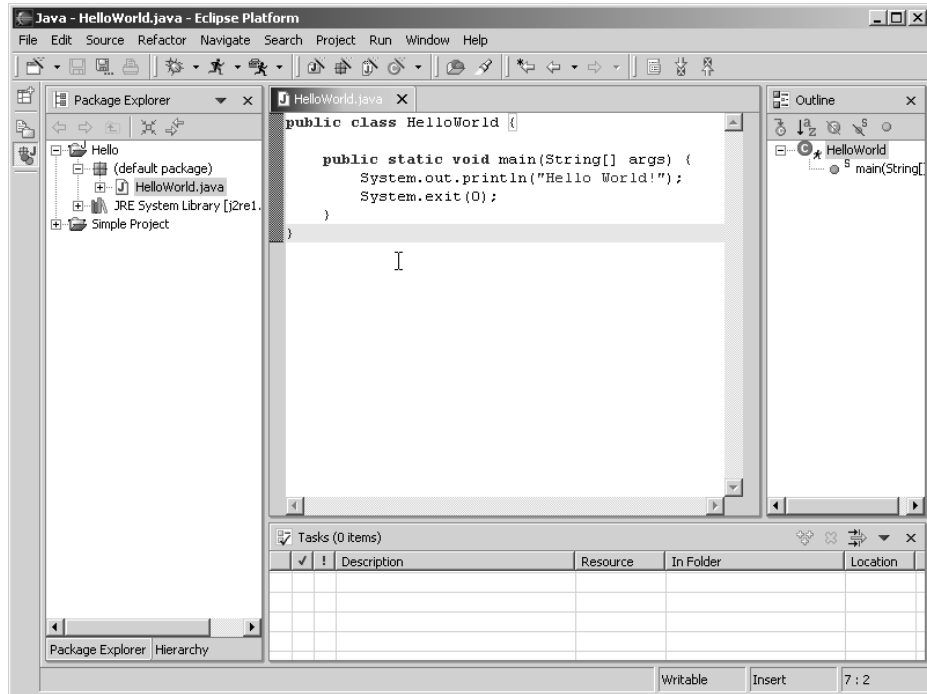 Java - HelloWorld.java - Eclipse Platform
File Edit Source Refactor Navigate Search Project Run Window Help
Package Explorer
Hello
(default package)
HelloWorld.java
JRE System Library [j2re1.
Simple Project
Package Explorer Hierarchy
HelloWorld.java
public class HelloWorld {
public static void main(String[] args) {
System.out.println("Hello World!");
System.exit(0);
}
}
Outline
HelloWorld
main(String[]
Tasks (0 items)
! Description Resource In Folder Location
Writable Insert 7 : 2